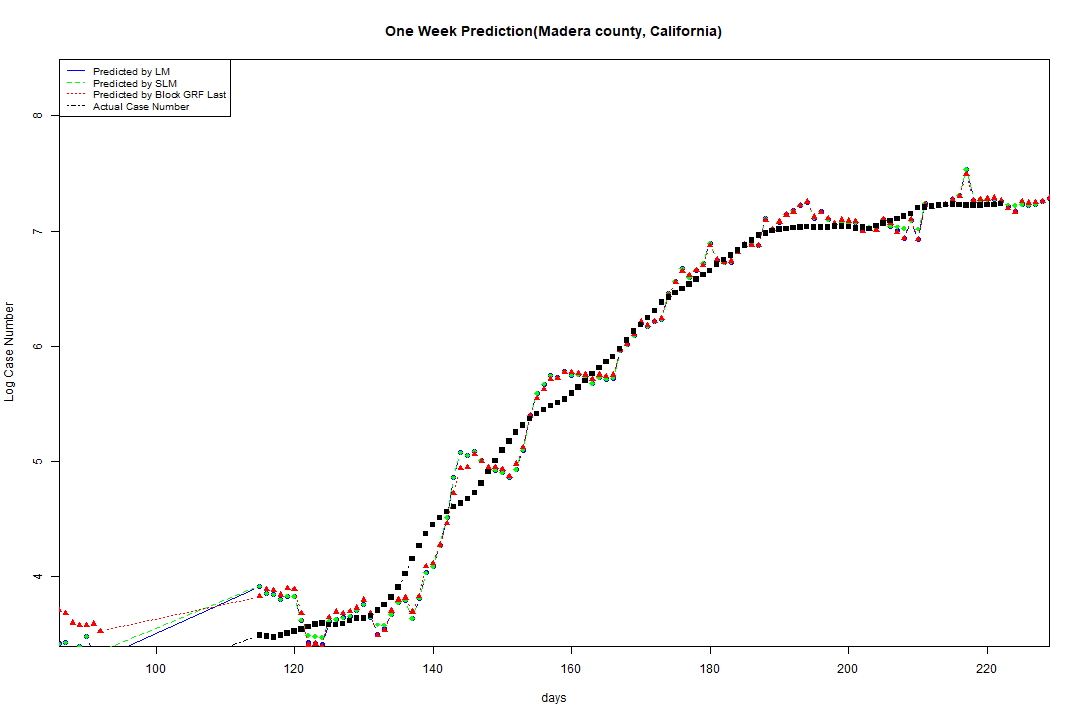 One Week Prediction(Madera county, California)
Predicted by LM
Predicted by SLM
Predicted by Block GRF Last
Actual Case Number
Log Case Number
8
7
6
5
4
100 120 140 160 180 200 220
days